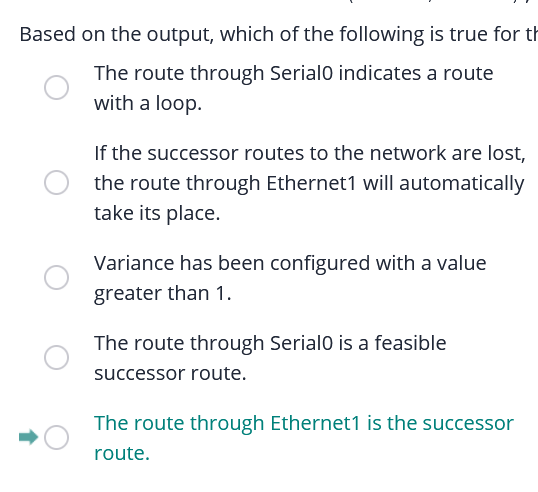 Based on the output, which of the following is true for
The route through Serial0 indicates a route
with a loop.
If the successor routes to the network are lost,
the route through Ethernet1 will automatically
take its place.
Variance has been configured with a value
greater than 1.
The route through Serial0 is a feasible
successor route.
The route through Ethernet1 is the successor
route.